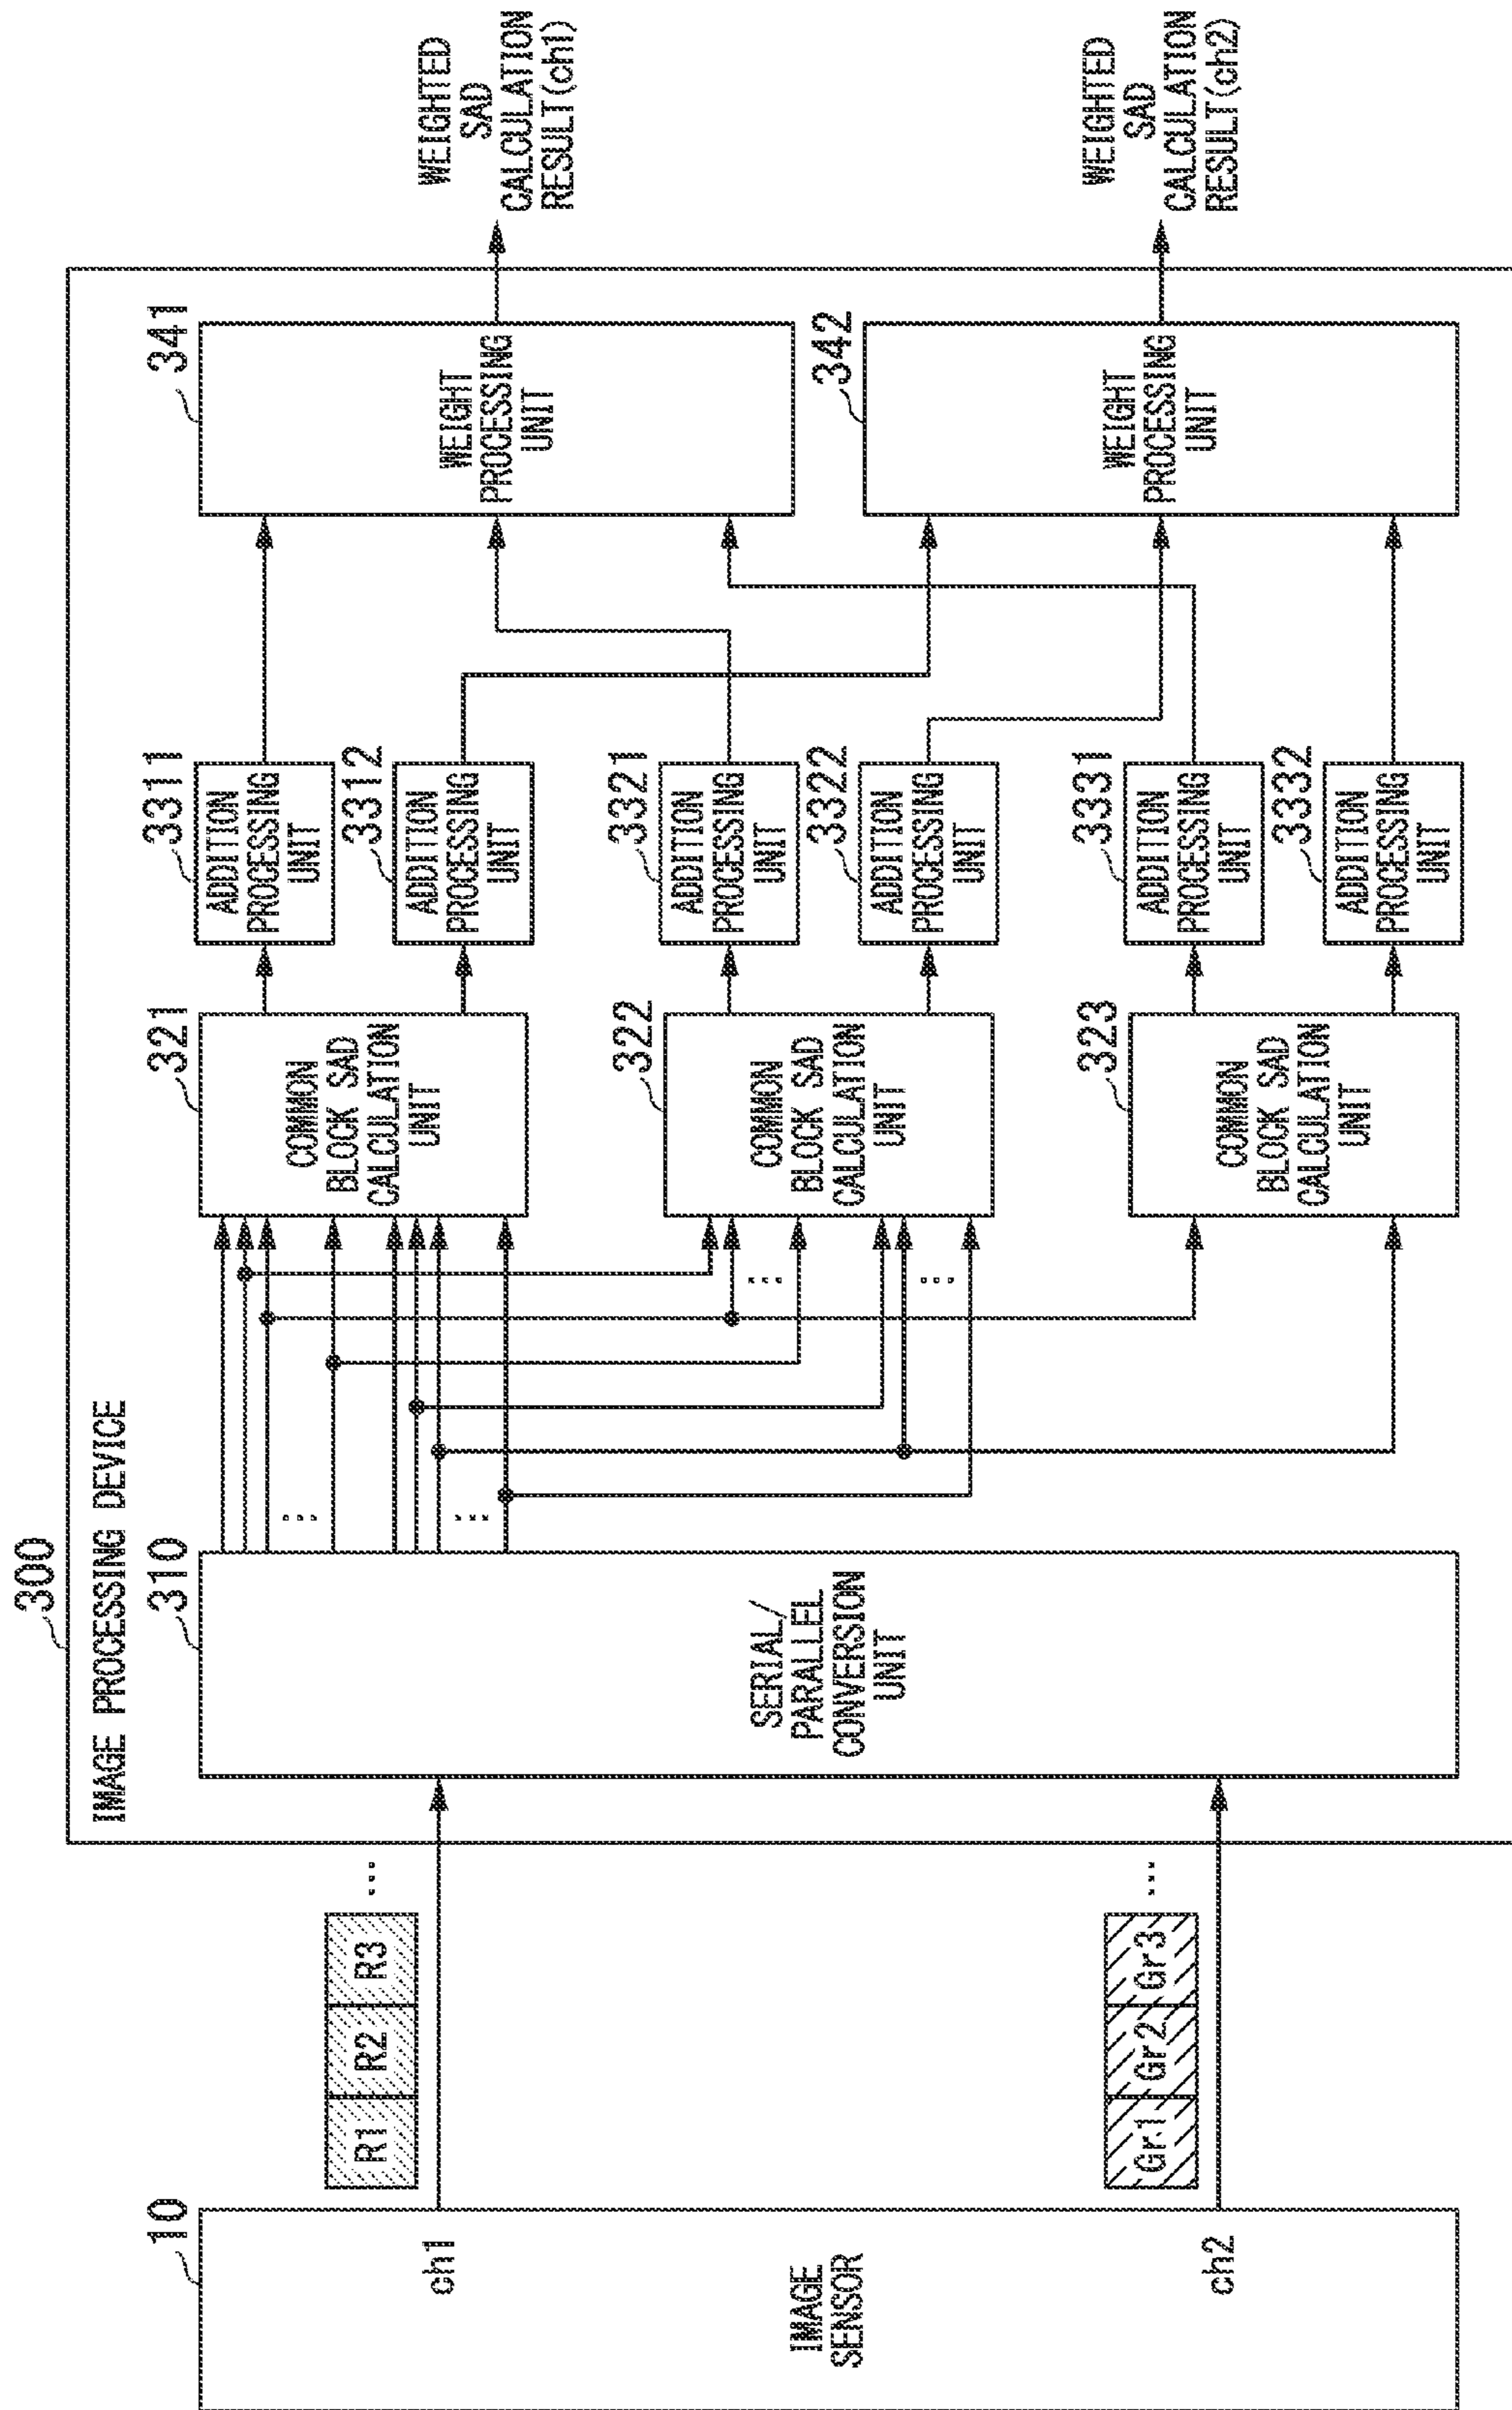 300
IMAGE PROCESSING DEVICE
10
ch1
IMAGE
SENSOR
ch2
R1 R2 R3 ...
Gr1 Gr2 Gr3 ...
310
SERIAL/
PARALLEL
CONVERSION
UNIT
321
COMMON
BLOCK SAD
CALCULATION
UNIT
322
COMMON
BLOCK SAD
CALCULATION
UNIT
323
COMMON
BLOCK SAD
CALCULATION
UNIT
3311
ADDITION
PROCESSING
UNIT
3312
ADDITION
PROCESSING
UNIT
3321
ADDITION
PROCESSING
UNIT
3322
ADDITION
PROCESSING
UNIT
3331
ADDITION
PROCESSING
UNIT
3332
ADDITION
PROCESSING
UNIT
341
WEIGHT
PROCESSING
UNIT
342
WEIGHT
PROCESSING
UNIT
WEIGHTED
SAD
CALCULATION
RESULT(ch1)
WEIGHTED
SAD
CALCULATION
RESULT(ch2)